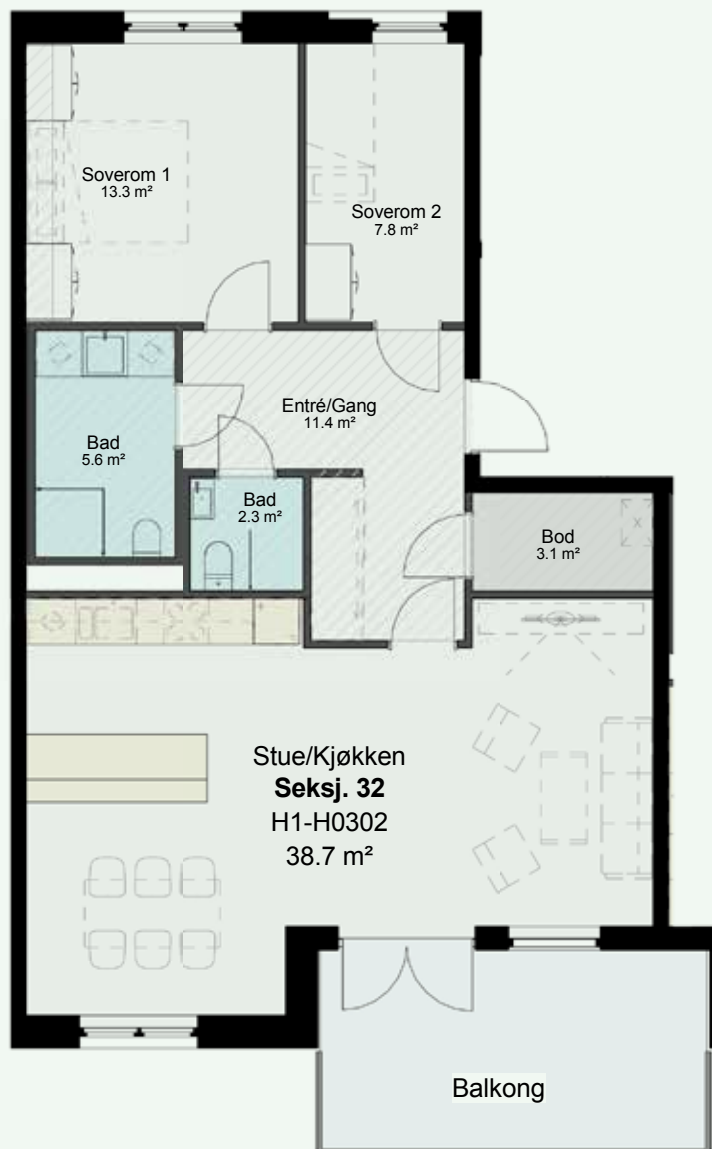 Soverom 1
13.3 m²
Soverom 2
7.8 m²
Entré/Gang
11.4 m²
Bad
5.6 m²
Bad
2.3 m²
Bod
3.1 m²
X
Stue/Kjøkken
Seksj. 32
H1-H0302
38.7 m²
Balkong